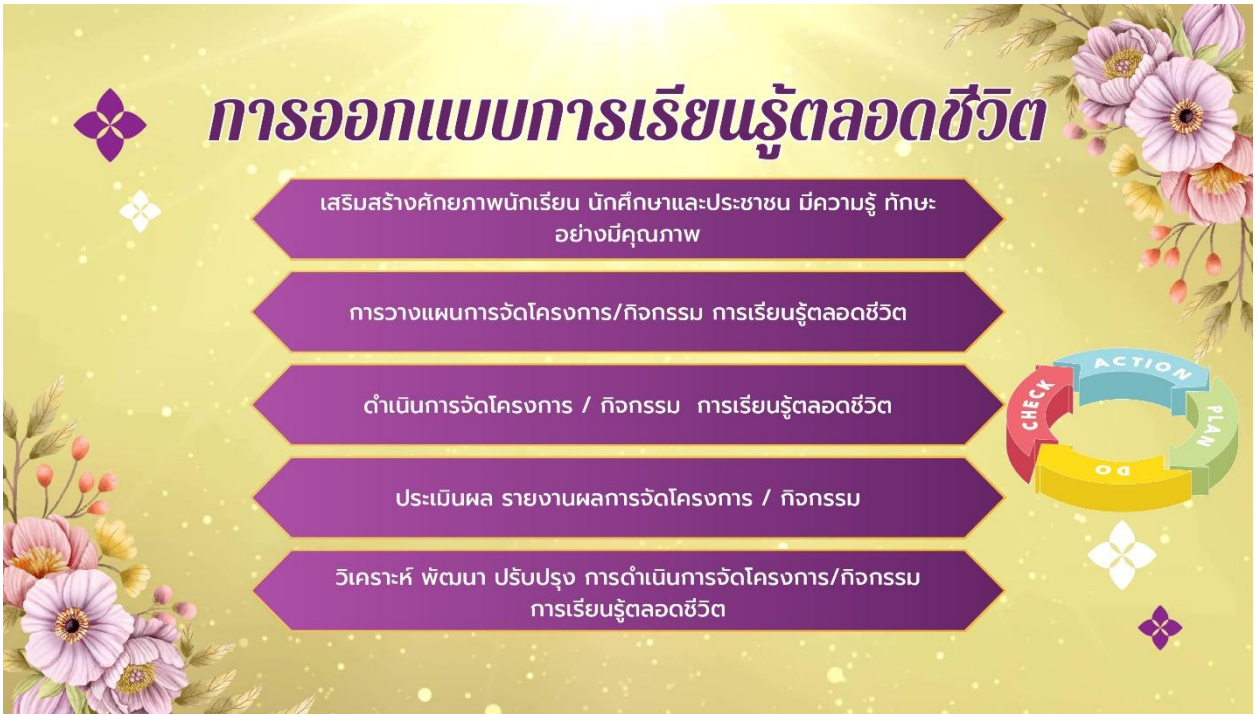 การออกแบบการเรียนรู้ตลอดชีวิต
เสริมสร้างศักยภาพนักเรียน นักศึกษาและประชาชน มีความรู้ ทักษะ
อย่างมีคุณภาพ
การวางแผนการจัดโครงการ/กิจกรรม การเรียนรู้ตลอดชีวิต
ดำเนินการจัดโครงการ / กิจกรรม การเรียนรู้ตลอดชีวิต
ประเมินผล รายงานผลการจัดโครงการ / กิจกรรม
วิเคราะห์ พัฒนา ปรับปรุง การดำเนินการจัดโครงการ/กิจกรรม
การเรียนรู้ตลอดชีวิต
ACTION
PLAN
DO
CHECK